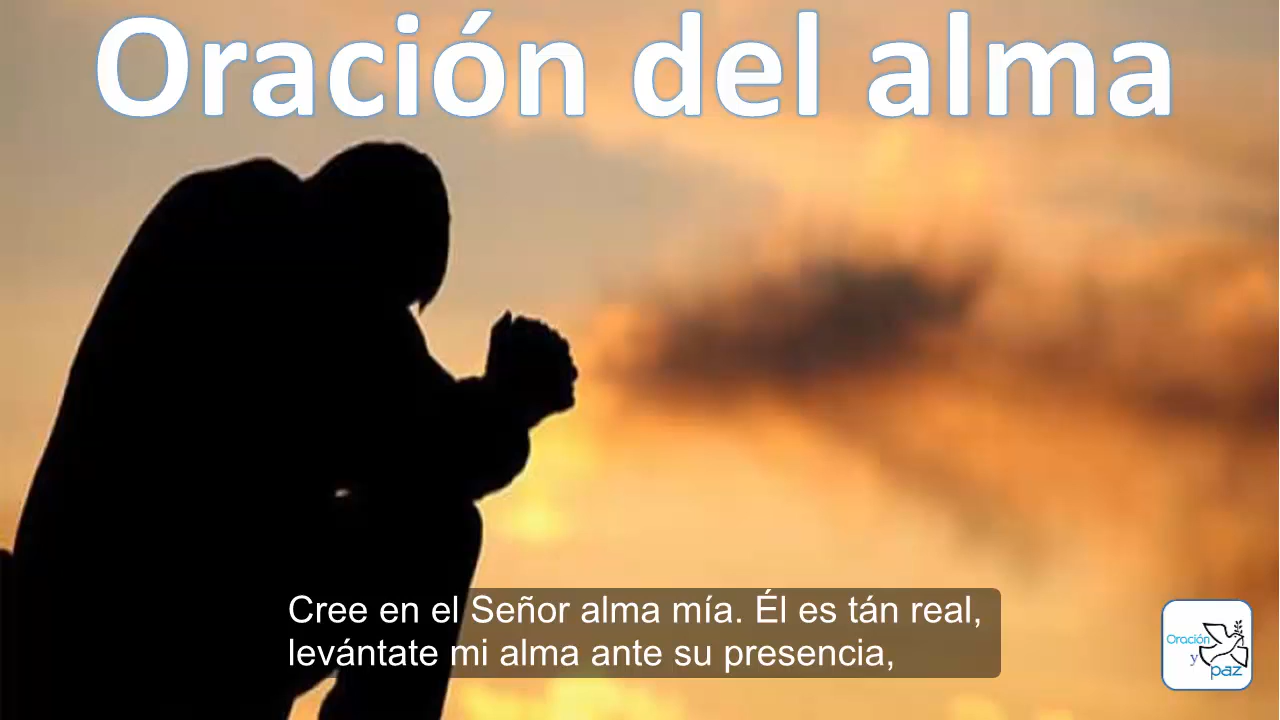 Oración del alma
Cree en el Señor alma mía. Él es tán real,
levántate mi alma ante su presencia,
Oración
y
paz